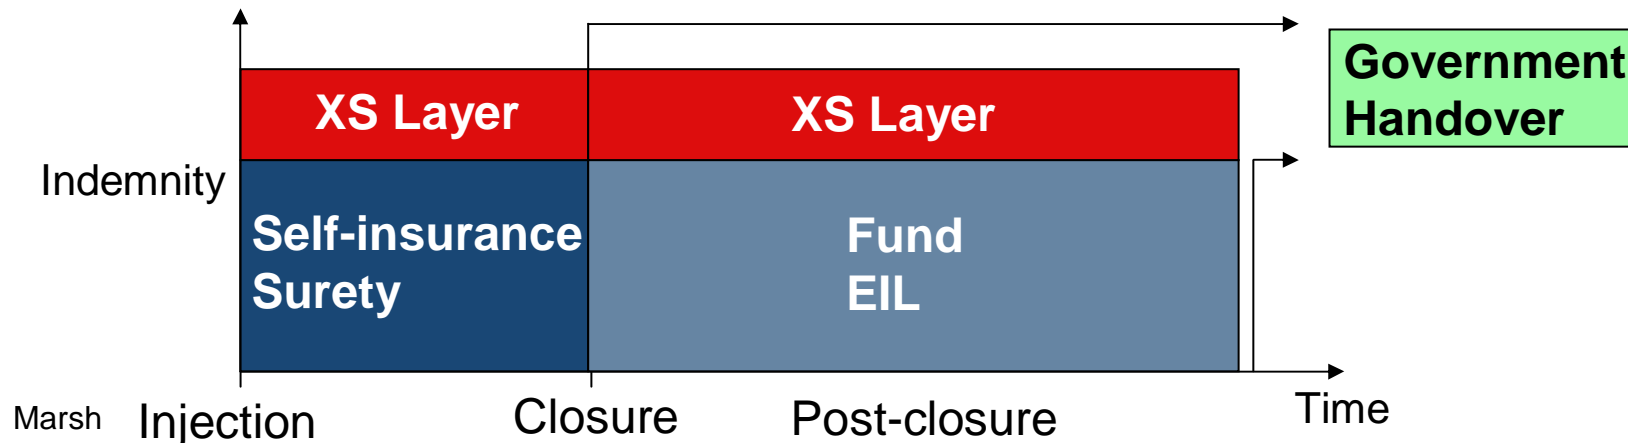 XS Layer
XS Layer
Government
Handover
Indemnity
Self-insurance
Surety
Fund
EIL
Marsh
Injection
Closure
Post-closure
Time